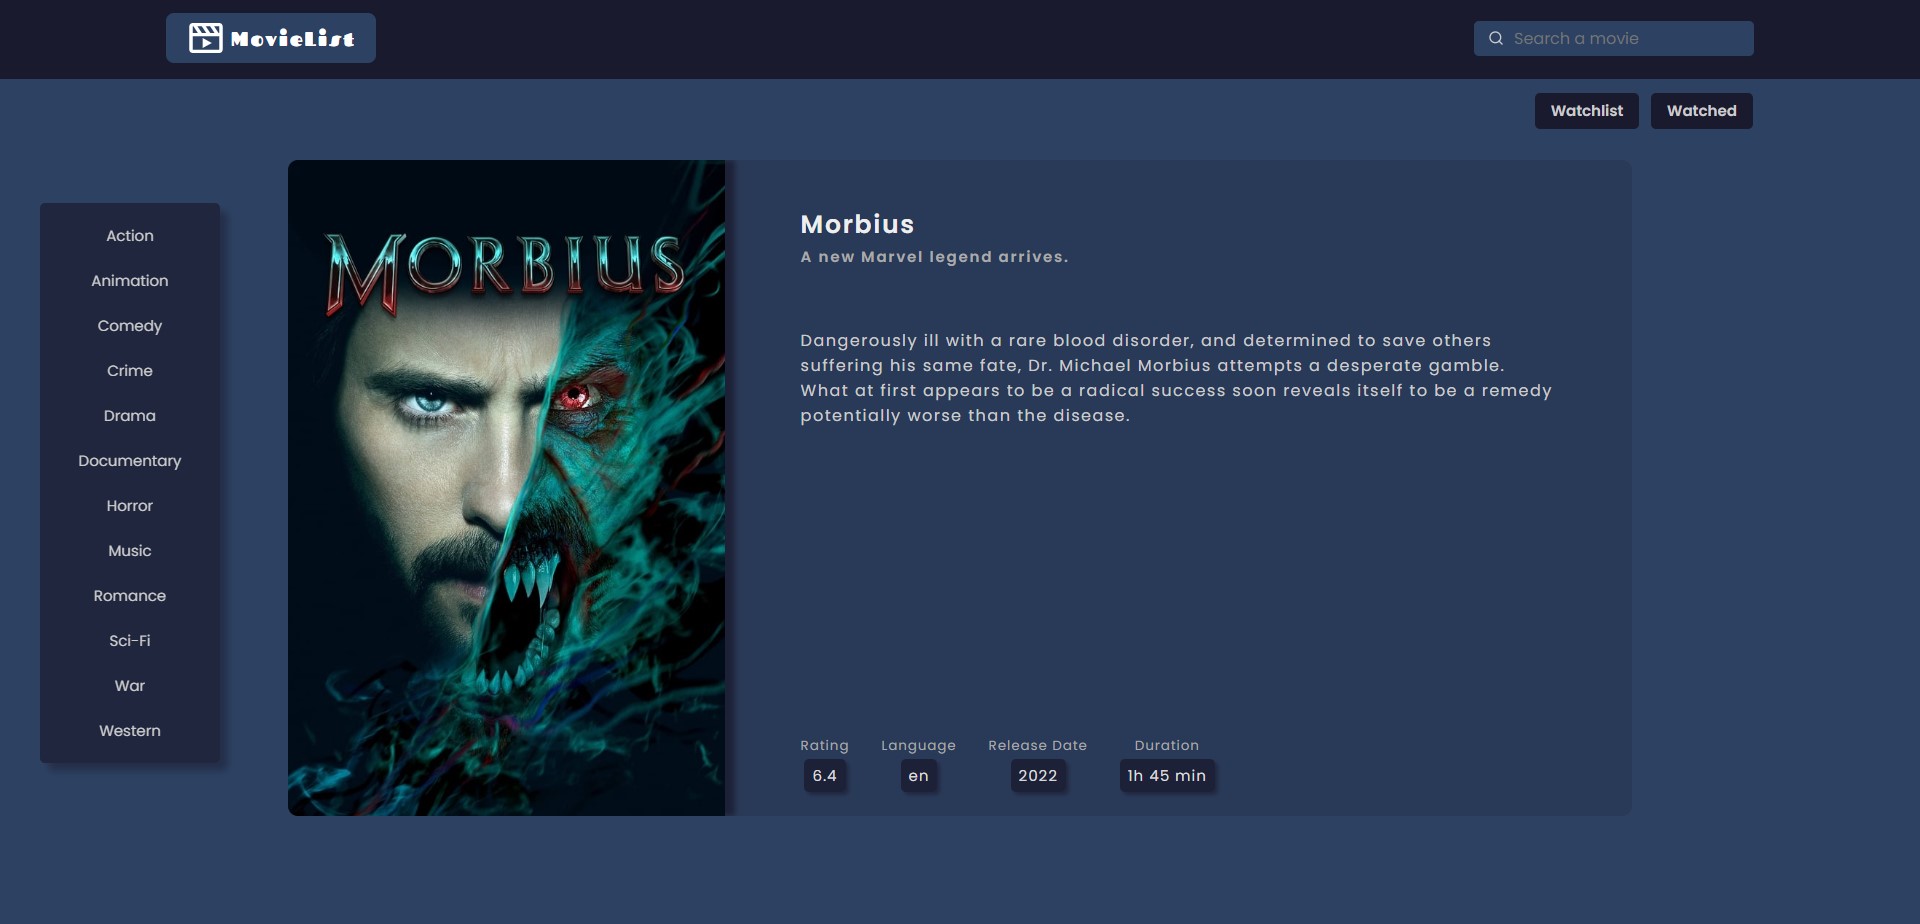 MovieList
Search a movie
Watchlist
Watched
Action
Animation
Comedy
Crime
Drama
Documentary
Horror
Music
Romance
Sci-Fi
War
Western
MORBIUS
Morbius
A new Marvel legend arrives.
Dangerously ill with a rare blood disorder, and determined to save others
suffering his same fate, Dr. Michael Morbius attempts a desperate gamble.
What at first appears to be a radical success soon reveals itself to be a remedy
potentially worse than the disease.
Rating
Language
Release Date
Duration
6.4
en
2022
1h 45 min